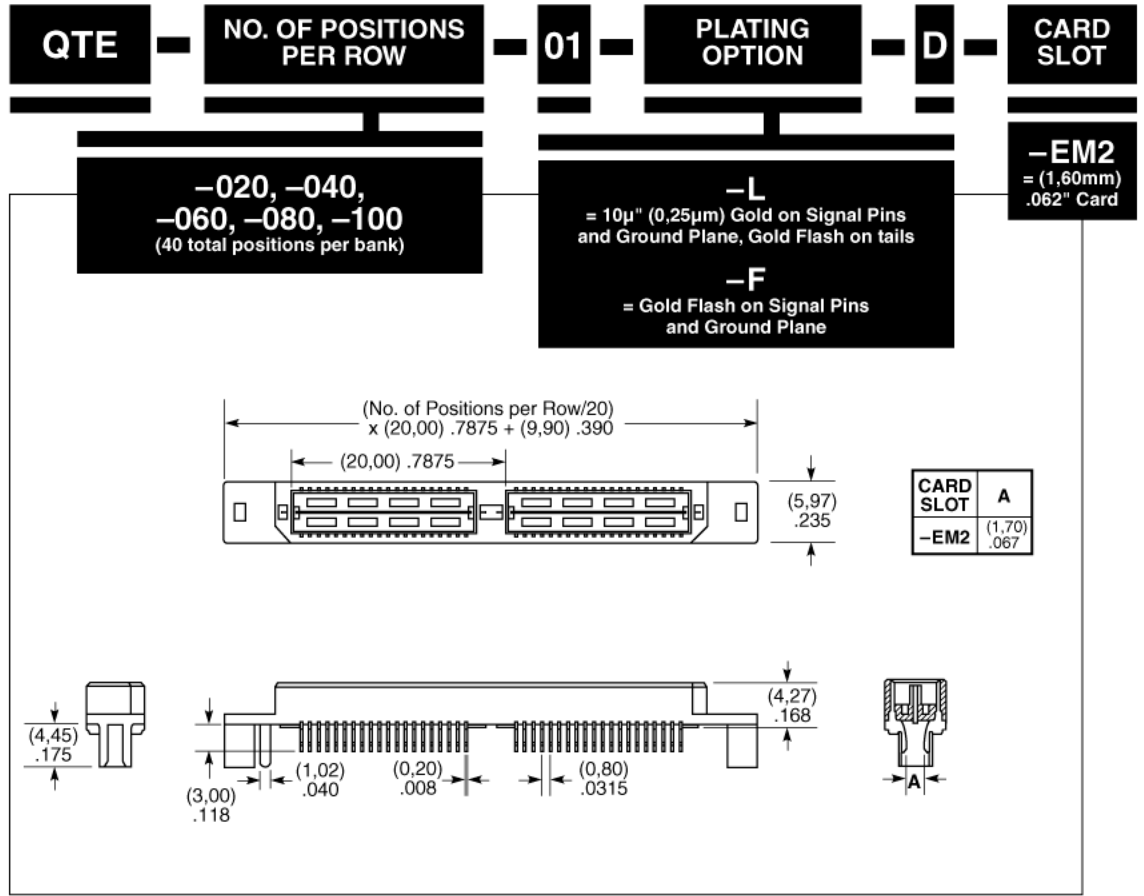 QTE
NO. OF POSITIONS
PER ROW
01
PLATING
OPTION
D
CARD
SLOT
–020, –040,
–060, –080, –100
(40 total positions per bank)
–L
= 10µ" (0,25µm) Gold on Signal Pins
and Ground Plane, Gold Flash on tails
–F
= Gold Flash on Signal Pins
and Ground Plane
–EM2
= (1,60mm)
.062" Card
(No. of Positions per Row/20)
x (20,00) .7875 + (9,90) .390
(20,00) .7875
(5,97)
.235
CARD
SLOT
A
–EM2
(1,70)
.067
(4,45)
.175
(3,00)
.118
(1,02)
.040
(0,20)
.008
(0,80)
.0315
(4,27)
.168
A